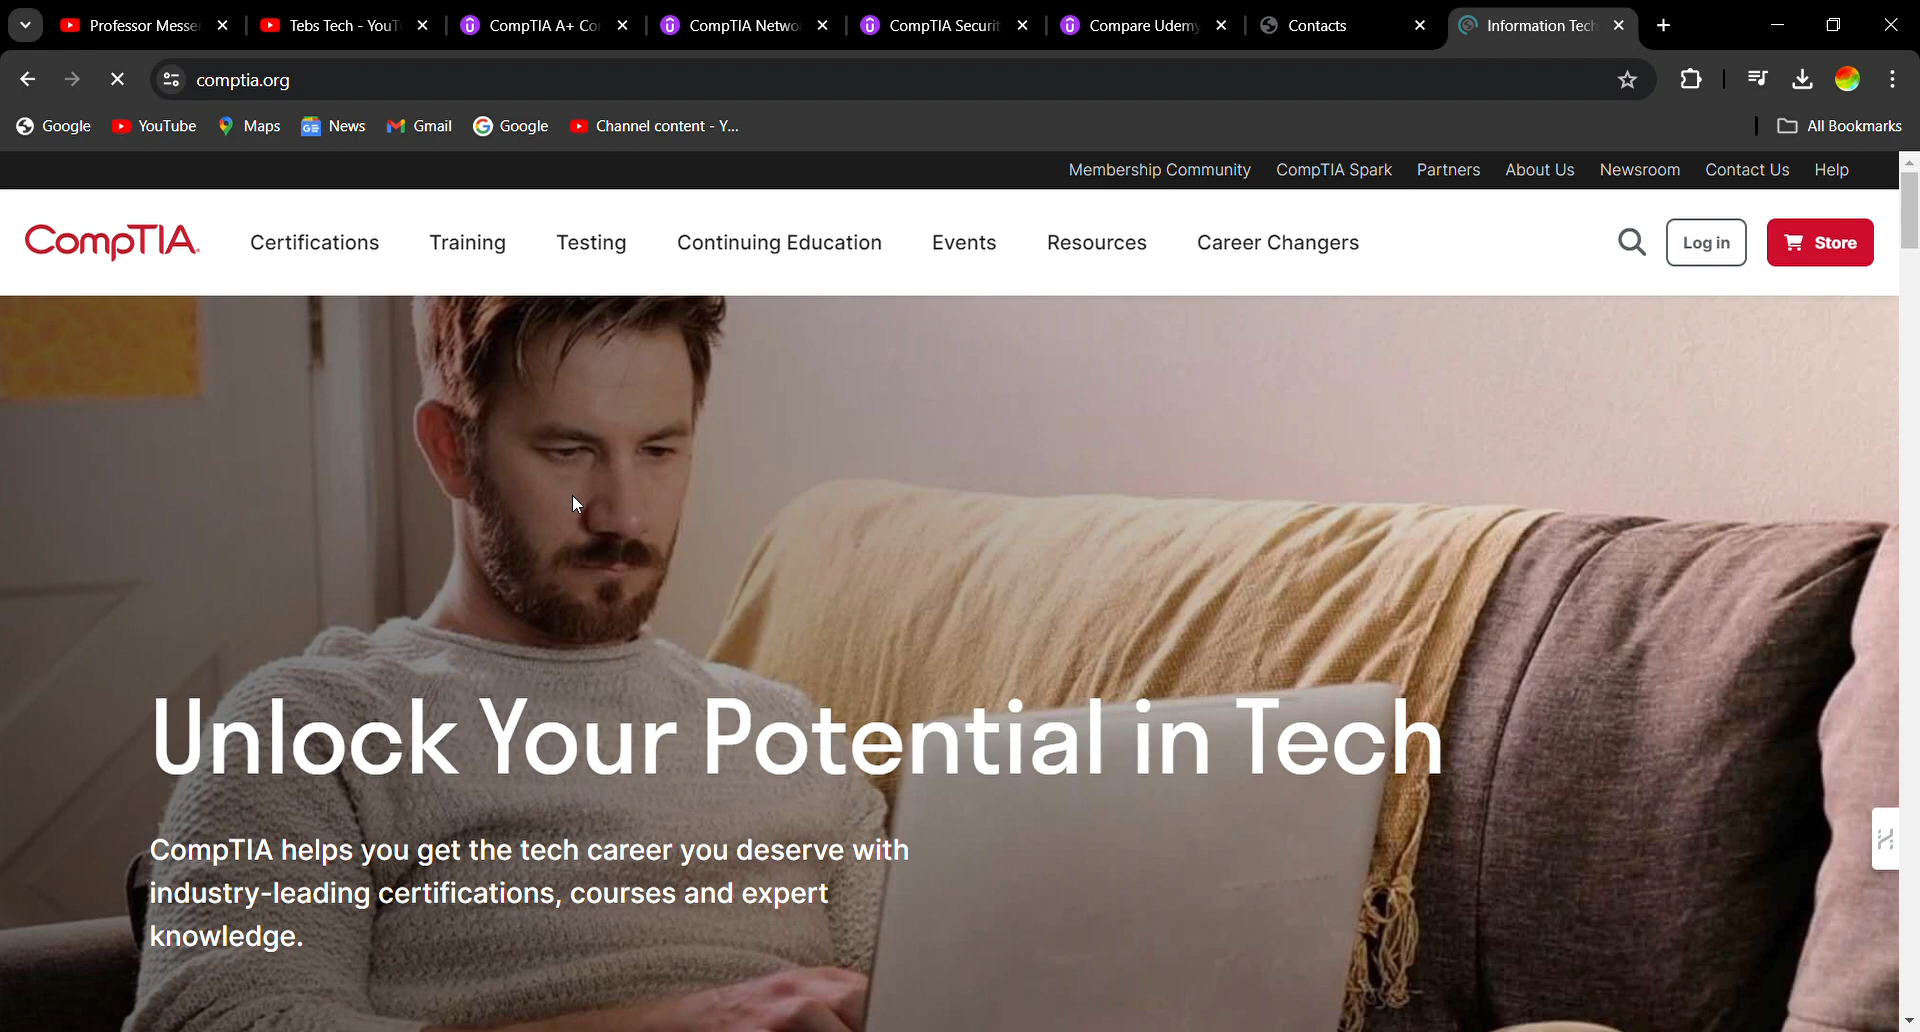 Professor Messe
Tebs Tech - YouT
CompTIA A+ Co
CompTIA Netwo
CompTIA Securit
Compare Udemy
Contacts
Information Tech
comptia.org
Google
YouTube
Maps
News
Gmail
Google
Channel content - Y...
All Bookmarks
Membership Community
CompTIA Spark
Partners
About Us
Newsroom
Contact Us
Help
CompTIA.
Certifications
Training
Testing
Continuing Education
Events
Resources
Career Changers
Log in
Store
Unlock Your Potential in Tech
CompTIA helps you get the tech career you deserve with
industry-leading certifications, courses and expert
knowledge.